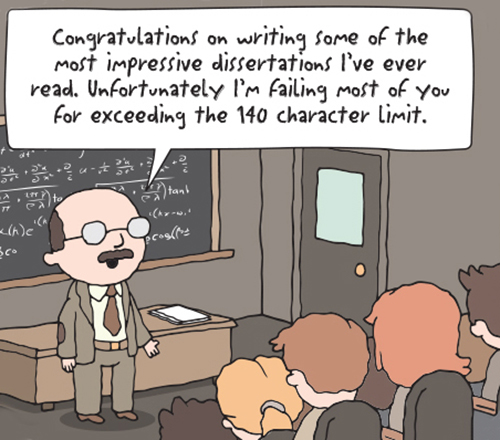 Congratulations on writing some of the
most impressive dissertations I've ever
read. Unfortunately I'm failing most of you
for exceeding the 140 character limit.